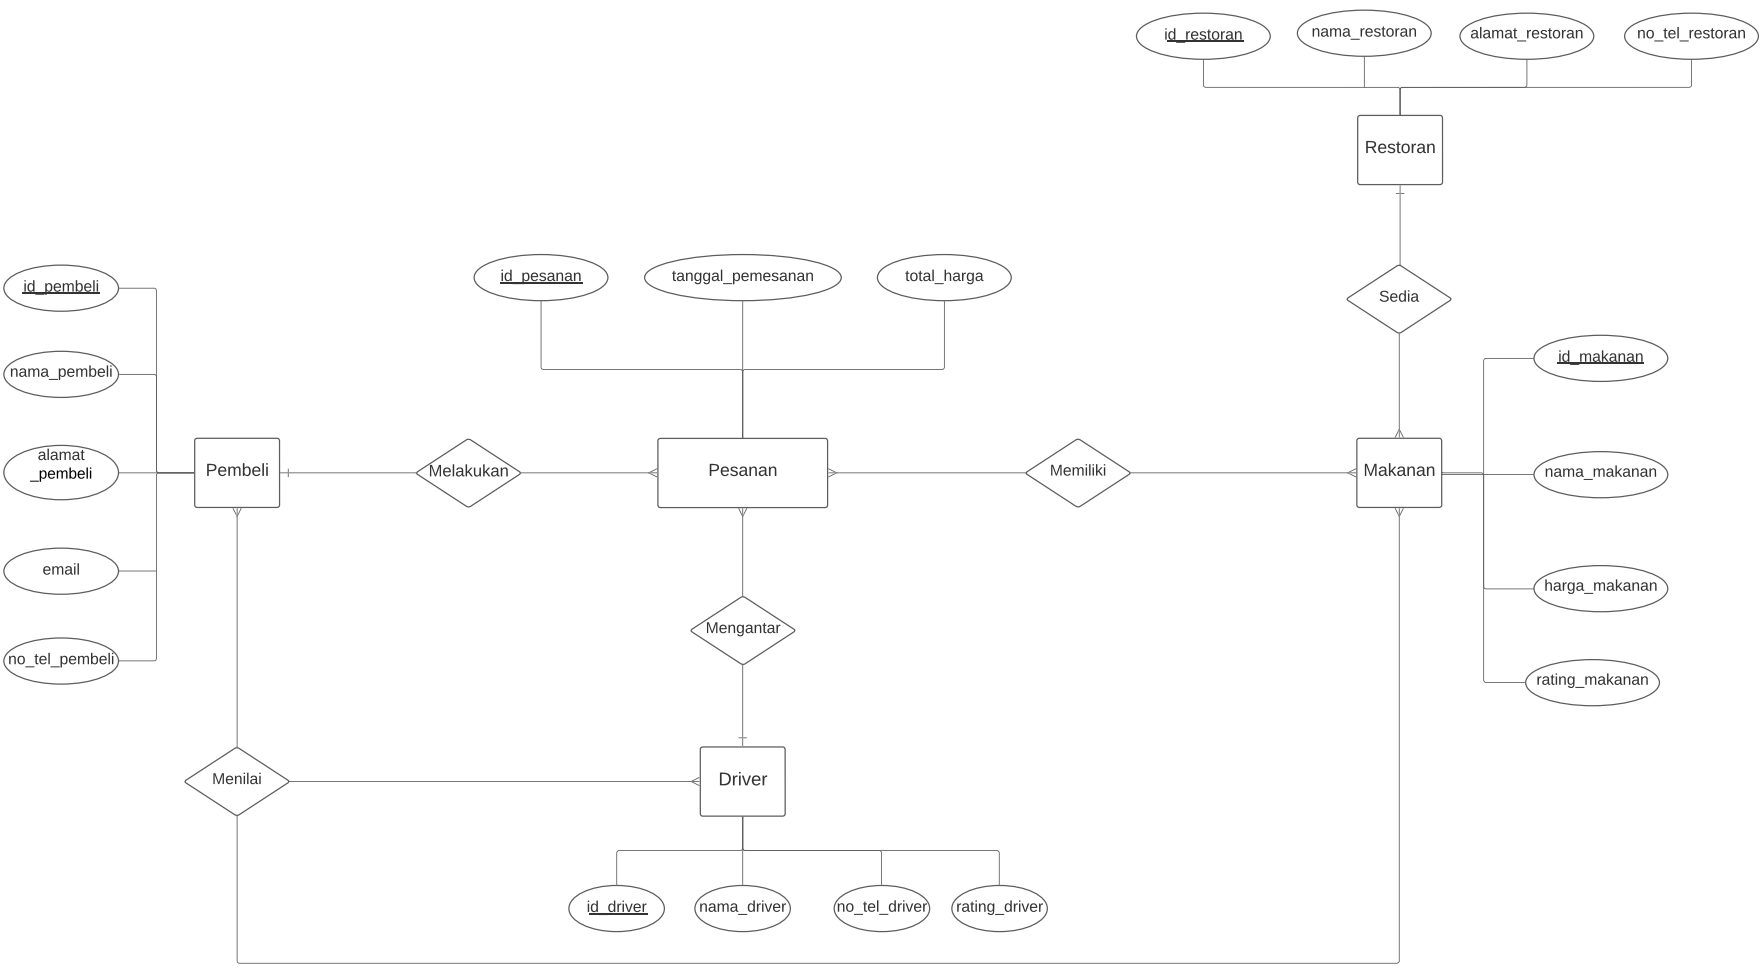 id_restoran
nama_restoran
alamat_restoran
no_tel_restoran
Restoran
id_pembeli
id_pesanan
tanggal_pemesanan
total_harga
Sedia
nama_pembeli
id_makanan
alamat
_pembeli
Pembeli
Melakukan
Pesanan
Memiliki
Makanan
nama_makanan
email
harga_makanan
Mengantar
no_tel_pembeli
rating_makanan
Menilai
Driver
id_driver
nama_driver
no_tel_driver
rating_driver